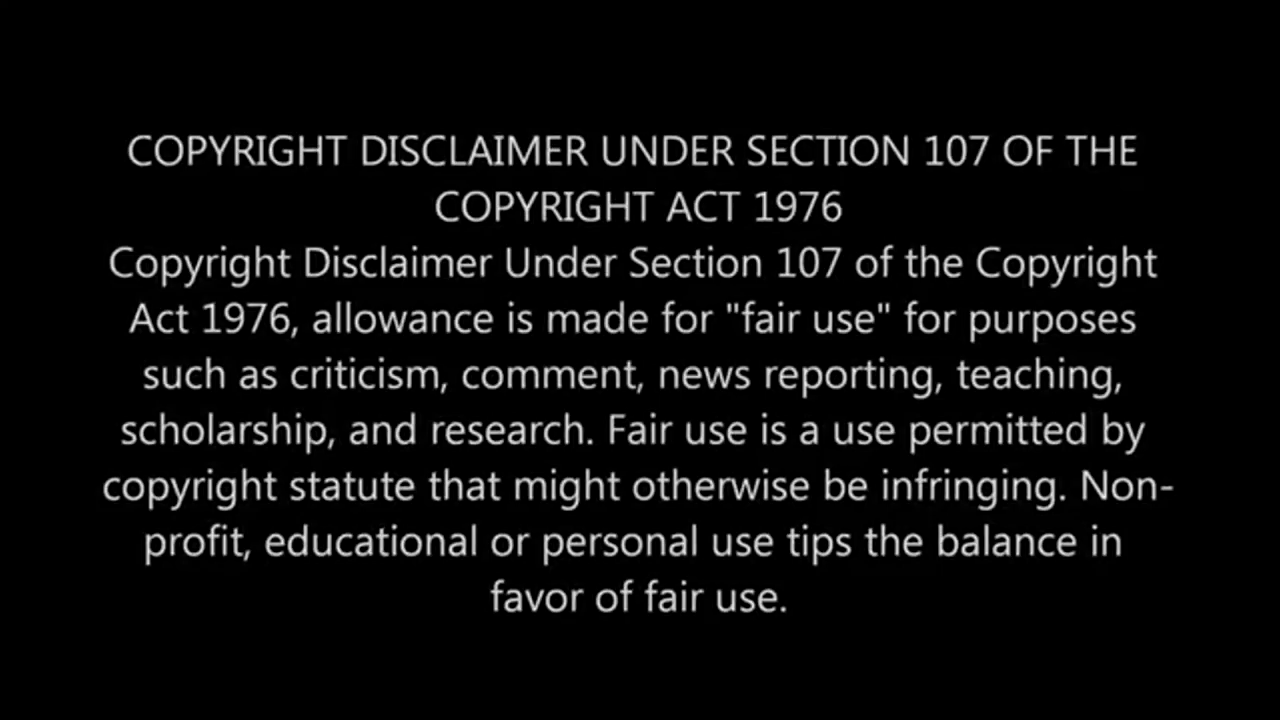 COPYRIGHT DISCLAIMER UNDER SECTION 107 OF THE
COPYRIGHT ACT 1976
Copyright Disclaimer Under Section 107 of the Copyright
Act 1976, allowance is made for "fair use" for purposes
such as criticism, comment, news reporting, teaching,
scholarship, and research. Fair use is a use permitted by
copyright statute that might otherwise be infringing. Non-
profit, educational or personal use tips the balance in
favor of fair use.